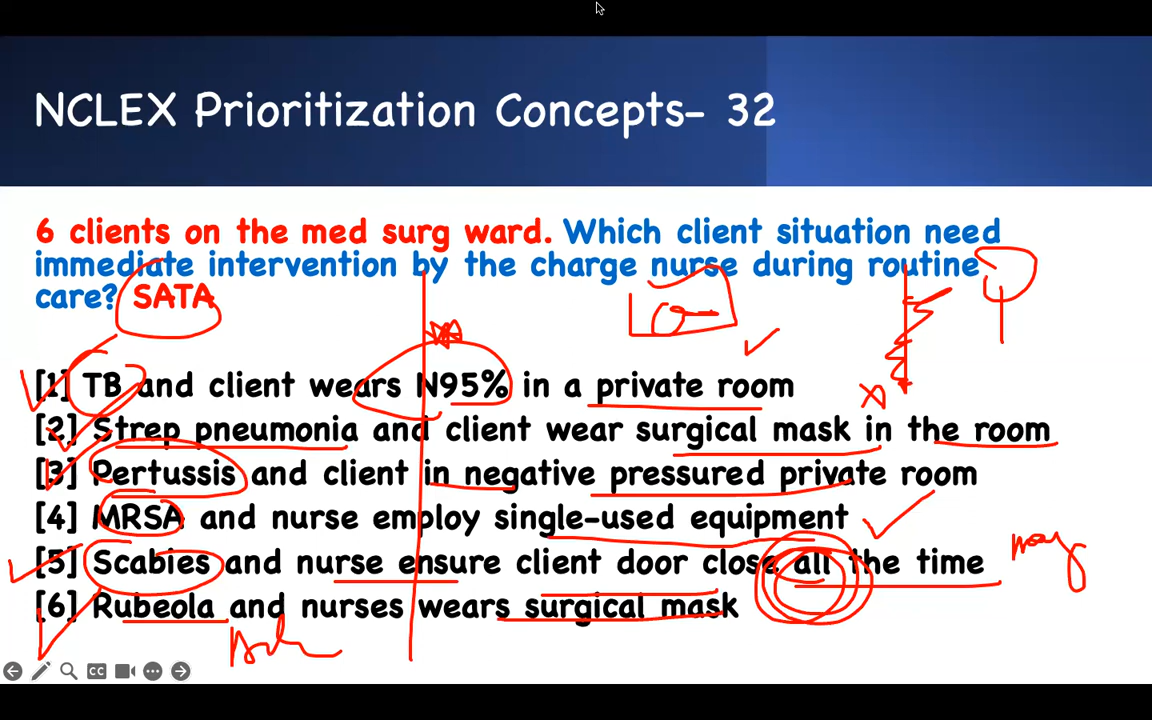 NCLEX Prioritization Concepts- 32
6 clients on the med surg ward. Which client situation need
immediate intervention by the charge nurse during routine
care? SATA
[1] TB and client wears N95% in a private room
[2] Strep pneumonia and client wear surgical mask in the room
[3] Pertussis and client in negative pressured private room
[4] MRSA and nurse employ single-used equipment
[5] Scabies and nurse ensure client door close all the time
[6] Rubeola and nurses wears surgical mask
CC